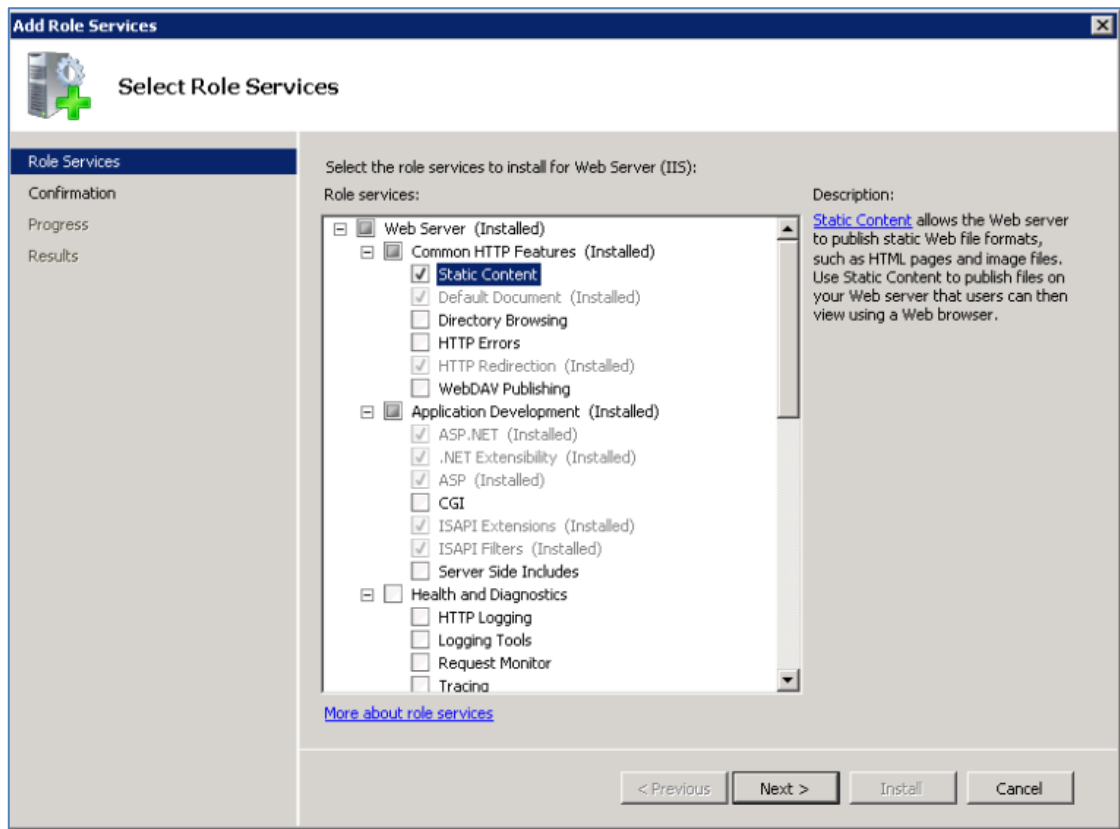 Add Role Services
Select Role Services
Role Services
Confirmation
Progress
Results
Select the role services to install for Web Server (IIS):
Role services:
Web Server (Installed)
Common HTTP Features (Installed)
Static Content
Default Document (Installed)
Directory Browsing
HTTP Errors
HTTP Redirection (Installed)
WebDAV Publishing
Application Development (Installed)
ASP.NET (Installed)
.NET Extensibility (Installed)
ASP (Installed)
CGI
ISAPI Extensions (Installed)
ISAPI Filters (Installed)
Server Side Includes
Health and Diagnostics
HTTP Logging
Logging Tools
Request Monitor
Tracing
More about role services
Description:
Static Content allows the Web server
to publish static Web file formats,
such as HTML pages and image files.
Use Static Content to publish files on
your Web server that users can then
view using a Web browser.
< Previous
Next >
Install
Cancel